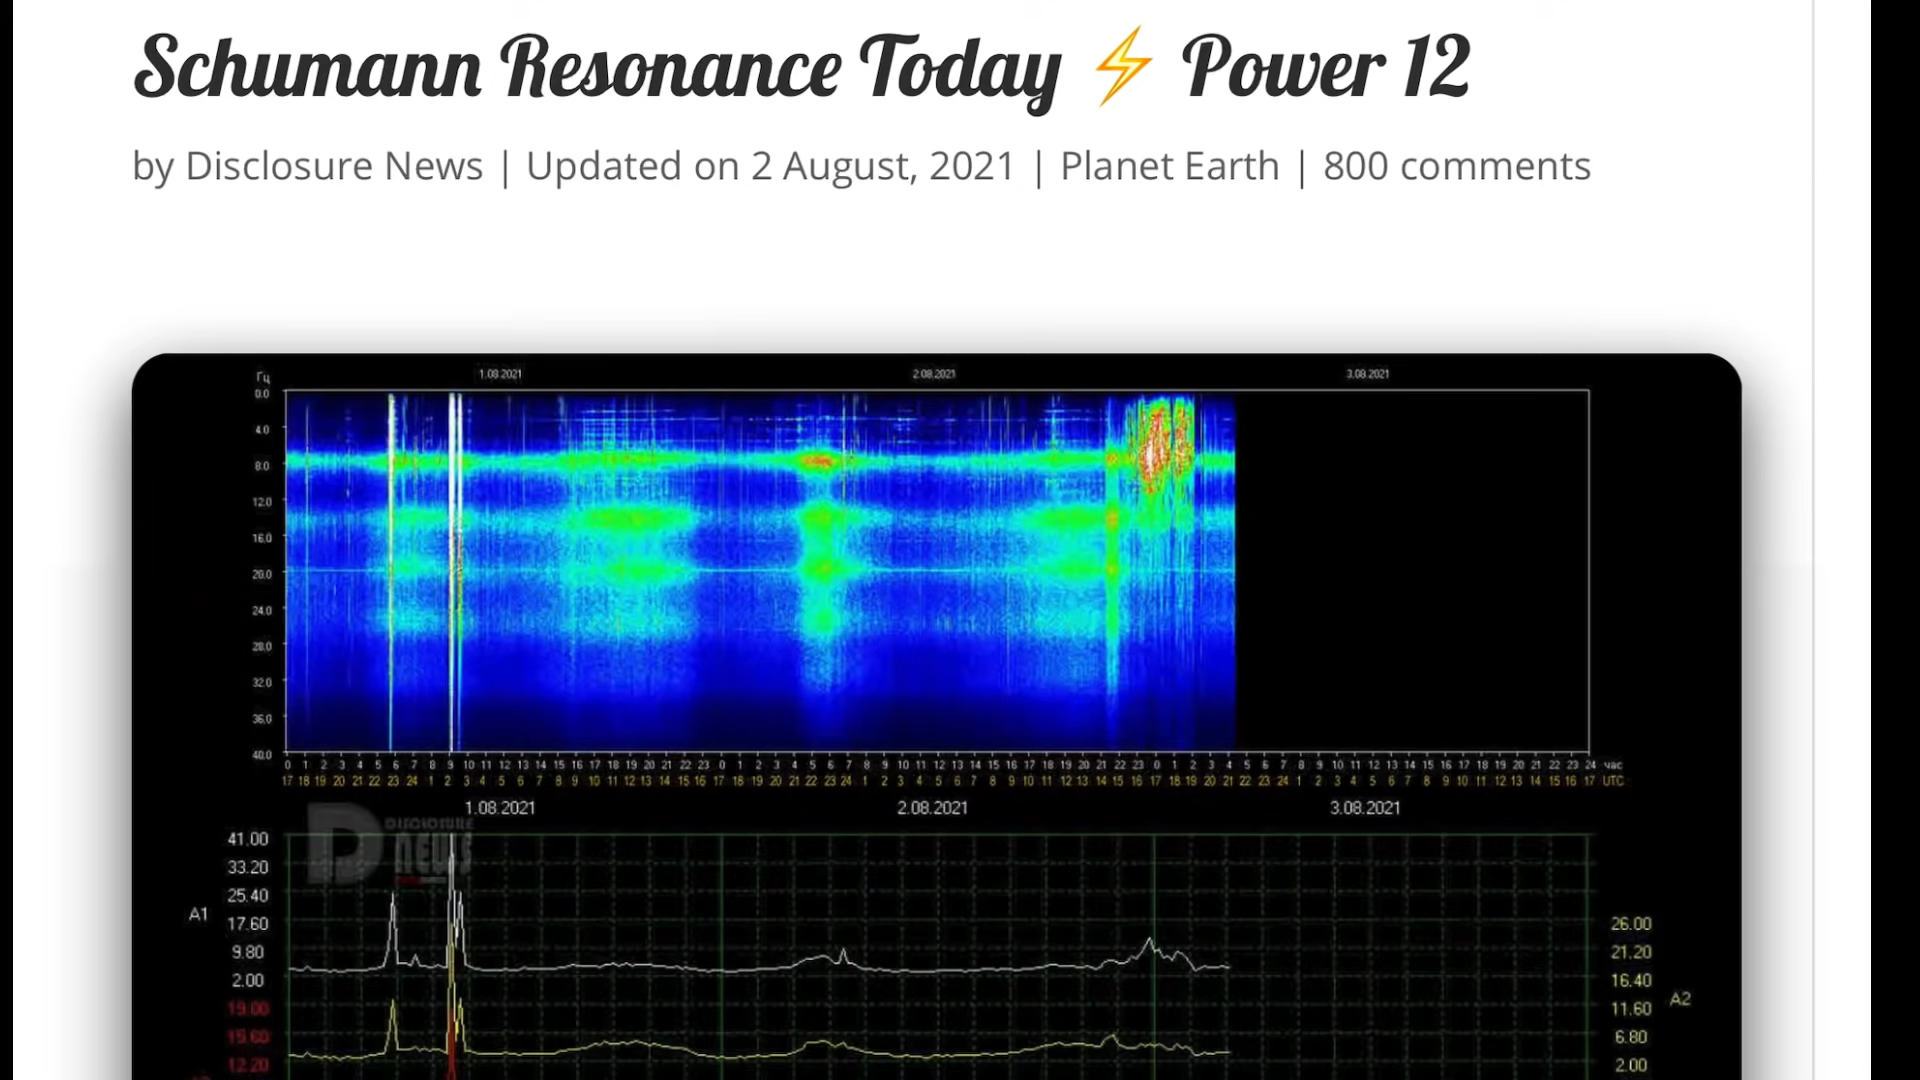 Schumann Resonance Today ⚡ Power 12
by Disclosure News | Updated on 2 August, 2021 | Planet Earth | 800 comments
1.08.2021 2.08.2021 3.08.2021
Гц
0.0
4.0
8.0
12.0
16.0
20.0
24.0
28.0
32.0
36.0
40.0
0 1 2 3 4 5 6 7 8 9 10 11 12 13 14 15 16 17 18 19 20 21 22 23 0 1 2 3 4 5 6 7 8 9 10 11 12 13 14 15 16 17 18 19 20 21 22 23 0 1 2 3 4 5 6 7 8 9 10 11 12 13 14 15 16 17 18 19 20 21 22 23 24 час
17 18 19 20 21 22 23 24 1 2 3 4 5 6 7 8 9 10 11 12 13 14 15 16 17 18 19 20 21 22 23 24 1 2 3 4 5 6 7 8 9 10 11 12 13 14 15 16 17 18 19 20 21 22 23 24 1 2 3 4 5 6 7 8 9 10 11 12 13 14 15 16 17 UTC
1.08.2021 2.08.2021 3.08.2021
DISCLOSURE
NEWS
41.00
33.20
25.40
A1
17.60 26.00
9.80 21.20
2.00 16.40
A2
19.00 11.60
15.60 6.80
12.20 2.00